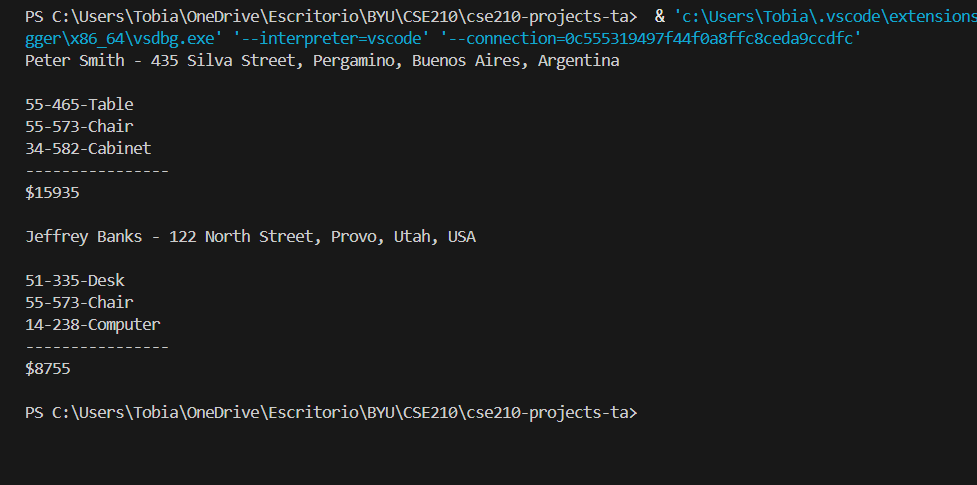 PS C:\Users\Tobia\OneDrive\Escritorio\BYU\CSE210\cse210-projects-ta>  & 'c:\Users\Tobia\.vscode\extensions
gger\x86_64\vsdbg.exe' '--interpreter=vscode' '--connection=0c555319497f44f0a8ffc8ceda9ccdfc'
Peter Smith - 435 Silva Street, Pergamino, Buenos Aires, Argentina
55-465-Table
55-573-Chair
34-582-Cabinet
----------------
$15935
Jeffrey Banks - 122 North Street, Provo, Utah, USA
51-335-Desk
55-573-Chair
14-238-Computer
----------------
$8755
PS C:\Users\Tobia\OneDrive\Escritorio\BYU\CSE210\cse210-projects-ta>